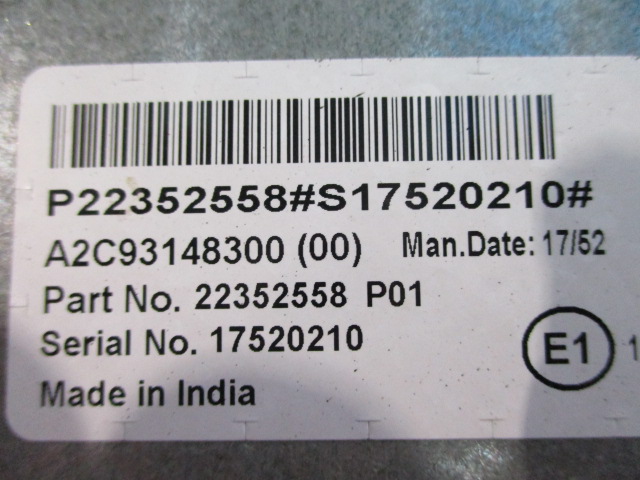 P22352558#S17520210#
A2C93148300 (00) Man.Date: 17/52
Part No. 22352558 P01
Serial No. 17520210
E1 1
Made in India